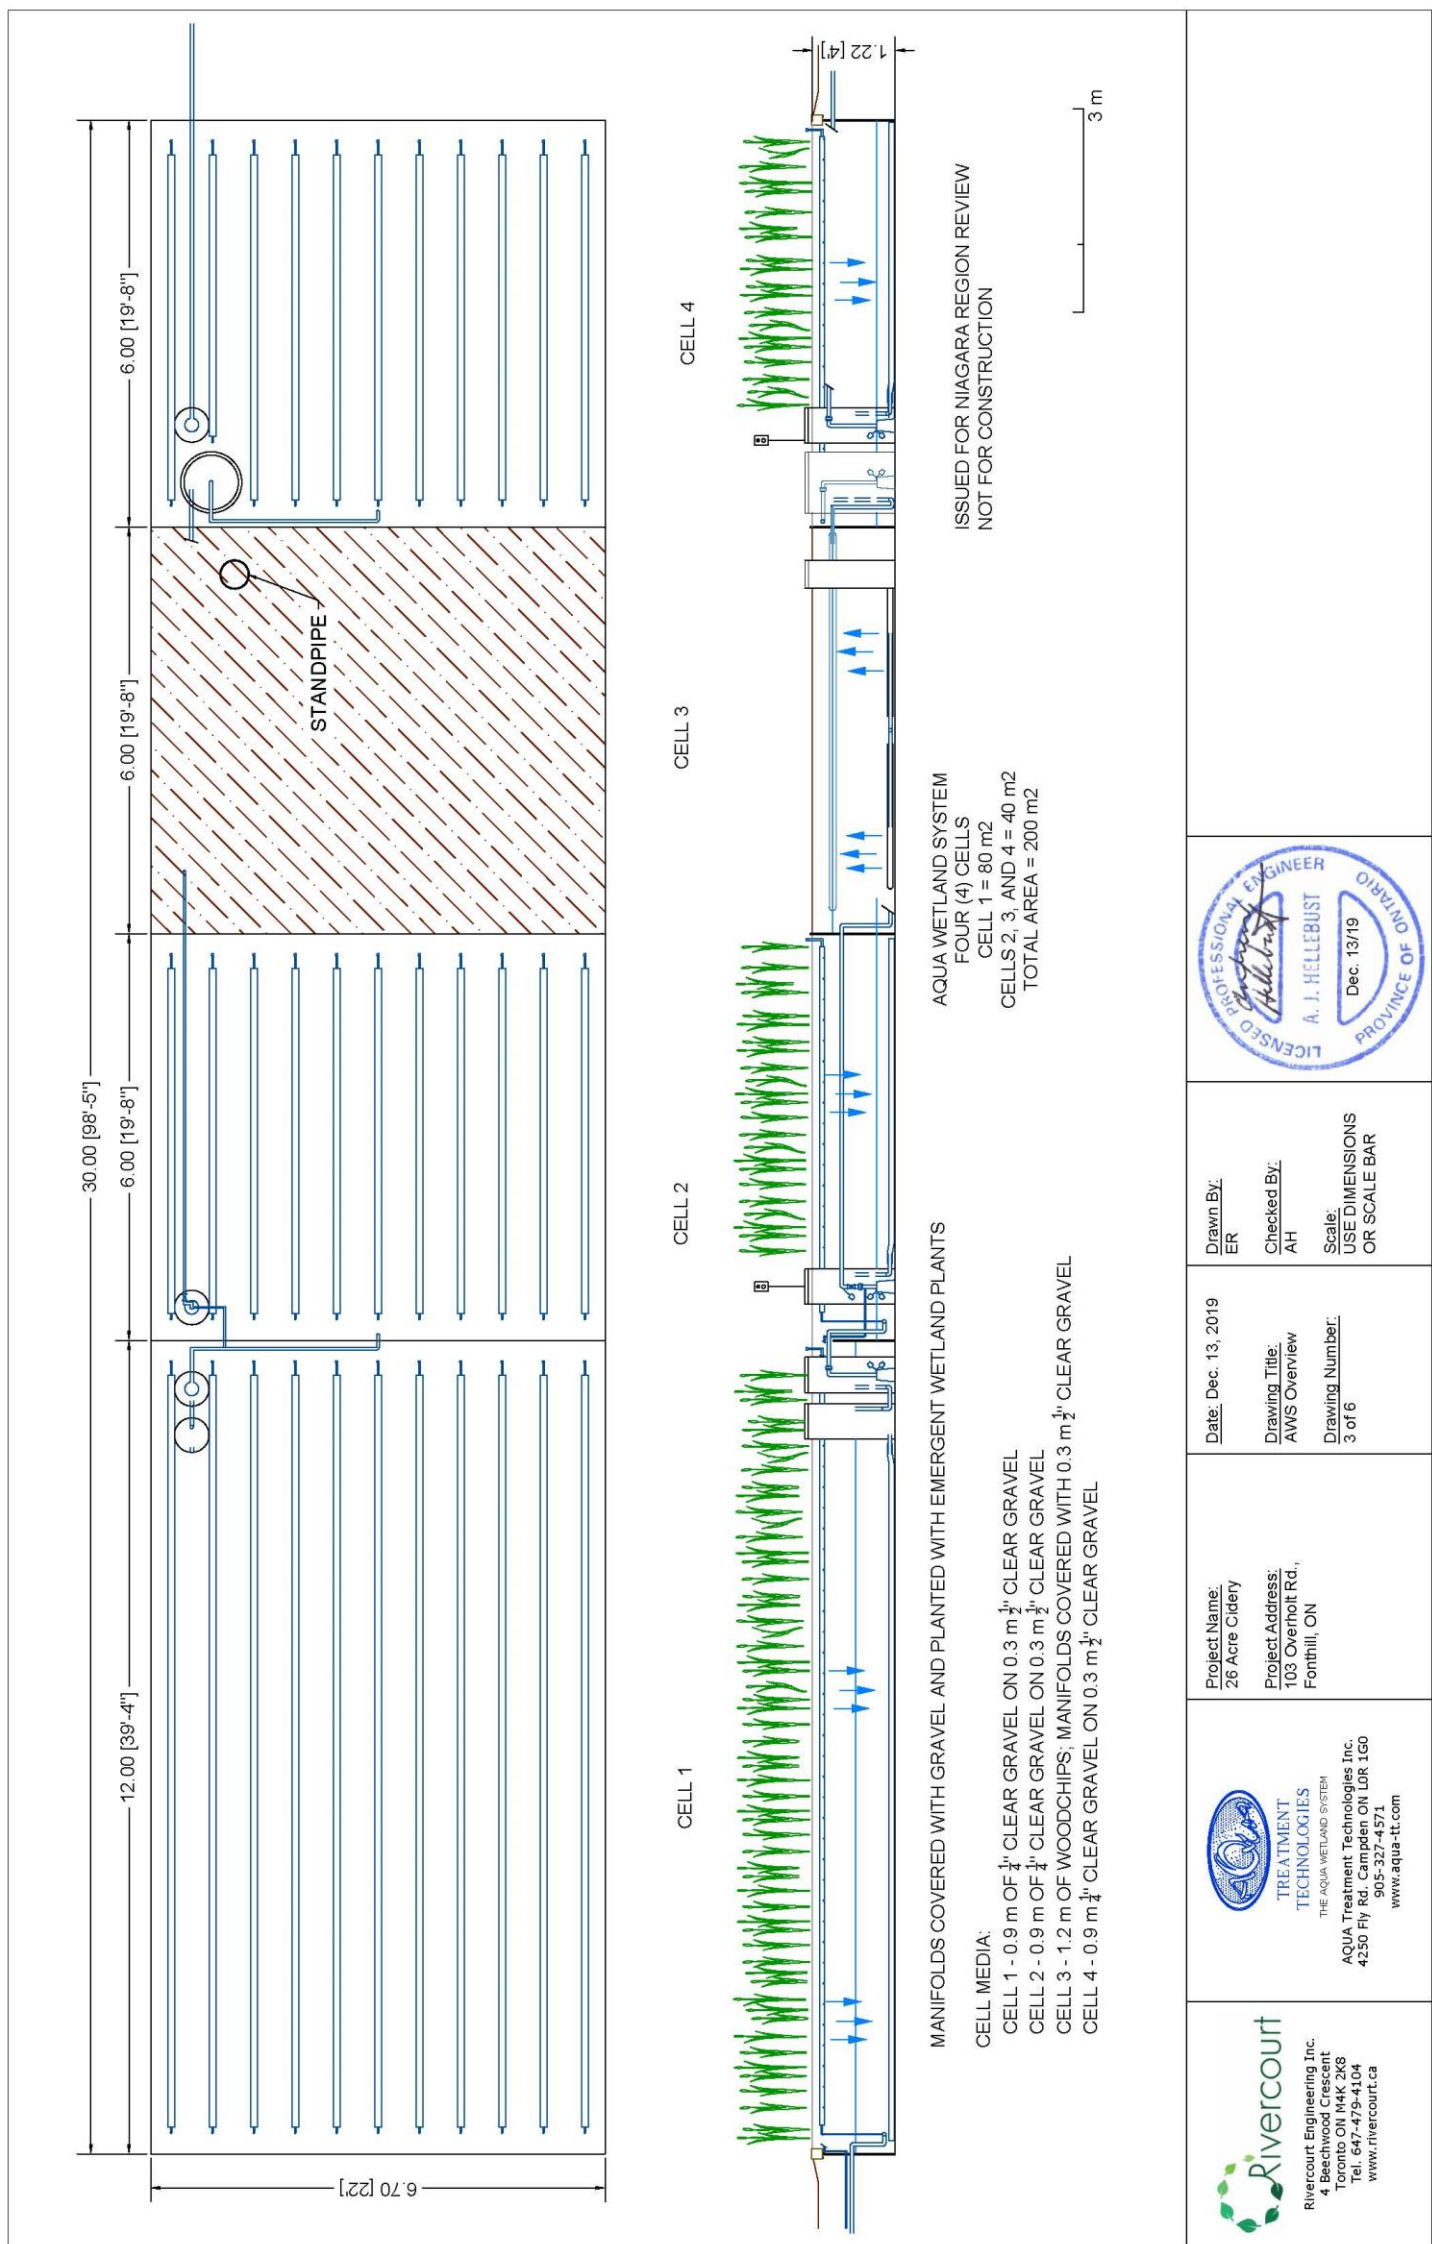 30.00 [98'-5"]
12.00 [39'-4"]
6.00 [19'-8"]
6.00 [19'-8"]
6.00 [19'-8"]
6.70 [22']
STANDPIPE
CELL 1
CELL 2
CELL 3
CELL 4
1.22 [4']
MANIFOLDS COVERED WITH GRAVEL AND PLANTED WITH EMERGENT WETLAND PLANTS
CELL MEDIA:
CELL 1 - 0.9 m OF 1/4" CLEAR GRAVEL ON 0.3 m 1/2" CLEAR GRAVEL
CELL 2 - 0.9 m OF 1/4" CLEAR GRAVEL ON 0.3 m 1/2" CLEAR GRAVEL
CELL 3 - 1.2 m OF WOODCHIPS; MANIFOLDS COVERED WITH 0.3 m 1/2" CLEAR GRAVEL
CELL 4 - 0.9 m 1/4" CLEAR GRAVEL ON 0.3 m 1/2" CLEAR GRAVEL
AQUA WETLAND SYSTEM
FOUR (4) CELLS
CELL 1 = 80 m2
CELLS 2, 3, AND 4 = 40 m2
TOTAL AREA = 200 m2
ISSUED FOR NIAGARA REGION REVIEW
NOT FOR CONSTRUCTION
3 m
Rivercourt
Rivercourt Engineering Inc.
4 Beechwood Crescent
Toronto ON M4K 2K8
Tel. 647-479-4104
www.rivercourt.ca
AQUA
TREATMENT
TECHNOLOGIES
THE AQUA WETLAND SYSTEM
AQUA Treatment Technologies Inc.
4250 Fly Rd. Campden ON L0R 1G0
905-327-4571
www.aqua-tt.com
Project Name:
26 Acre Cidery
Project Address:
103 Overholt Rd.,
Fonthill, ON
Date: Dec. 13, 2019
Drawing Title:
AWS Overview
Drawing Number:
3 of 6
Drawn By:
ER
Checked By:
AH
Scale:
USE DIMENSIONS
OR SCALE BAR
LICENSED PROFESSIONAL ENGINEER
A. J. HELLEBUST
Dec. 13/19
PROVINCE OF ONTARIO